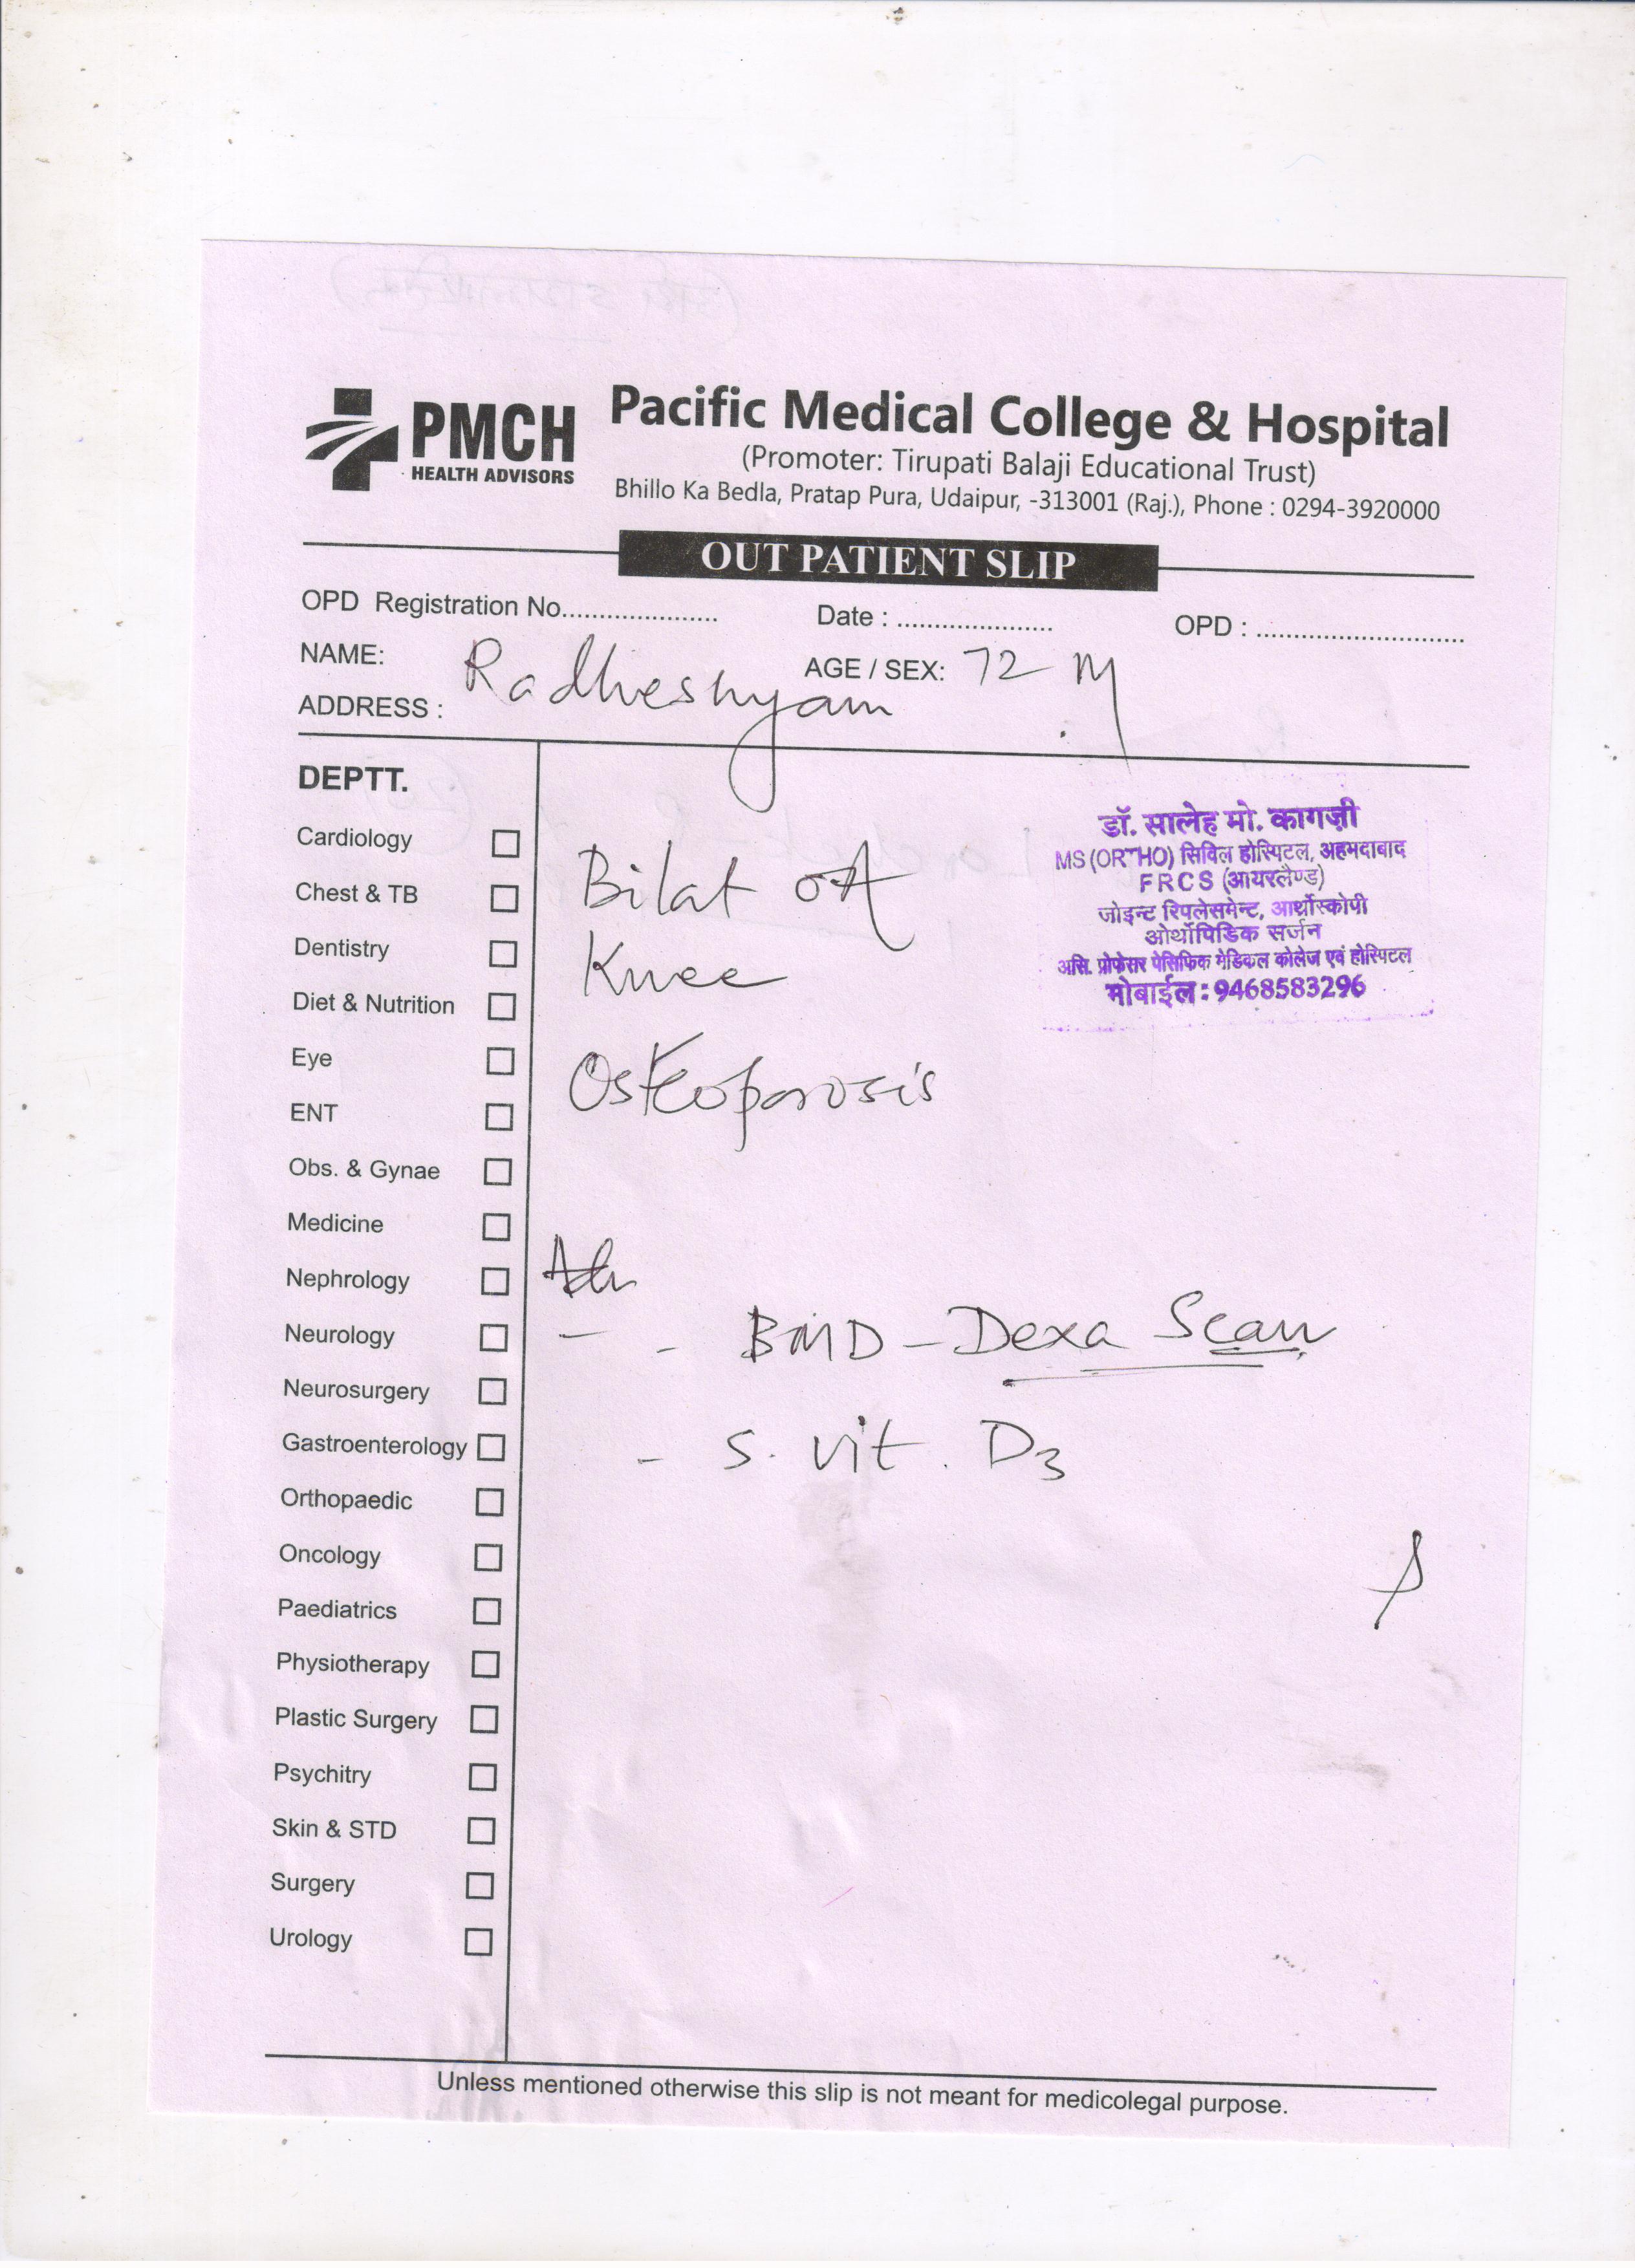 PMCH
HEALTH ADVISORS
Pacific Medical College & Hospital
(Promoter: Tirupati Balaji Educational Trust)
Bhillo Ka Bedla, Pratap Pura, Udaipur, -313001 (Raj.), Phone : 0294-3920000
OUT PATIENT SLIP
OPD Registration No..................... Date : ..................... OPD : ............................
NAME: Radheshyam AGE / SEX: 72 M
ADDRESS :
DEPTT.
Cardiology
Chest & TB
Dentistry
Diet & Nutrition
Eye
ENT
Obs. & Gynae
Medicine
Nephrology
Neurology
Neurosurgery
Gastroenterology
Orthopaedic
Oncology
Paediatrics
Physiotherapy
Plastic Surgery
Psychitry
Skin & STD
Surgery
Urology
डॉ. सालेह मो. कागज़ी
MS (ORTHO) सिविल होस्पिटल, अहमदाबाद
FRCS (आयरलैण्ड)
जोइन्ट रिपलेसमेन्ट, आर्थोस्कोपी
ओर्थोपिडिक सर्जन
असि. प्रोफेसर पेसिफिक मेडिकल कोलेज एवं होस्पिटल
मोबाईल : 9468583296
Bilat OA
Knee
Osteoporosis
Adv
- BMD - Dexa Scan
- S. vit. D3
Unless mentioned otherwise this slip is not meant for medicolegal purpose.